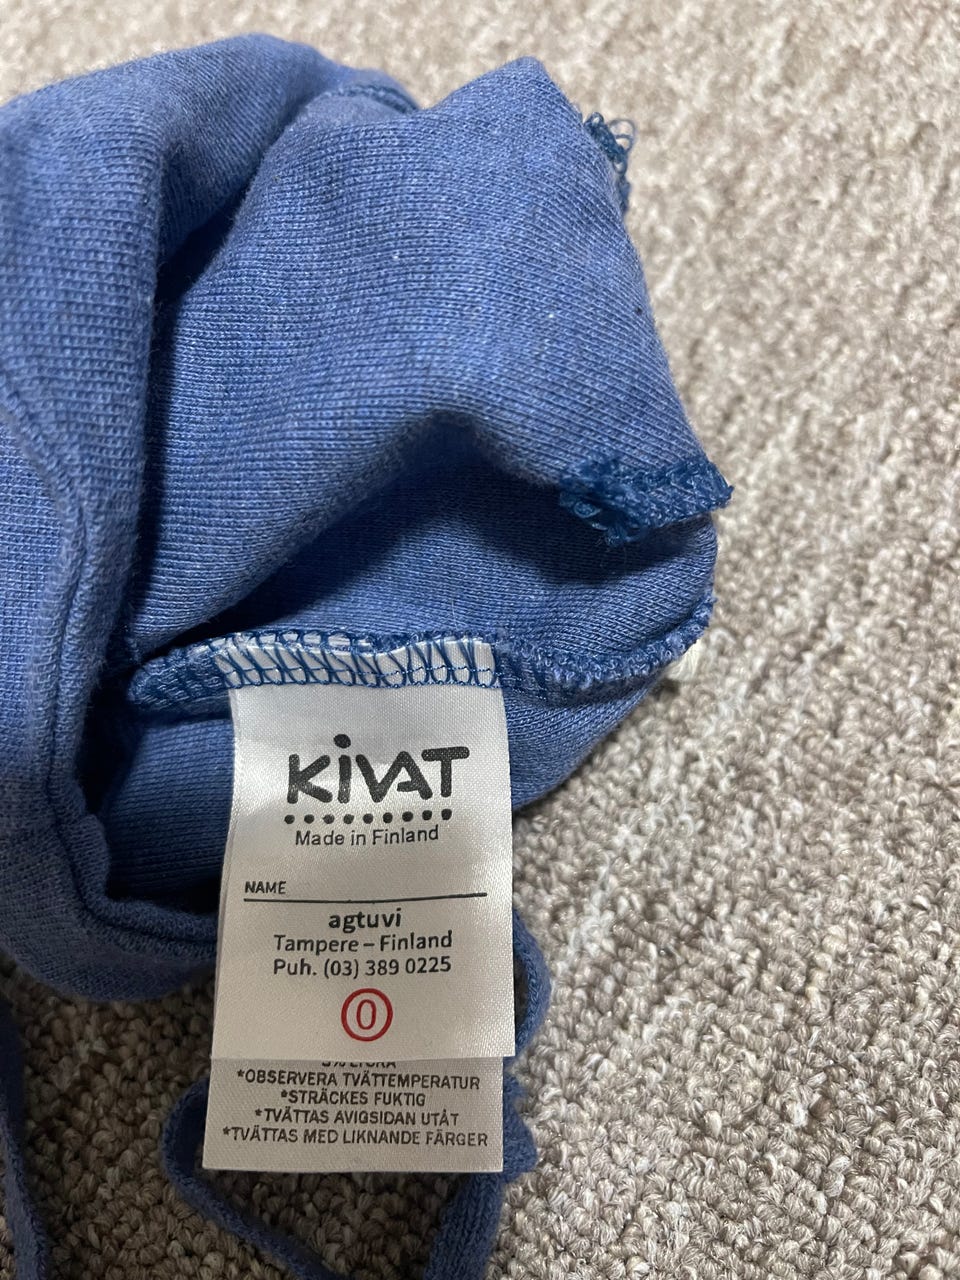 KiVAT
Made in Finland
NAME
agtuvi
Tampere – Finland
Puh. (03) 389 0225
0
*OBSERVERA TVÄTTEMPERATUR
*STRÄCKES FUKTIG
*TVÄTTAS AVIGSIDAN UTÅT
*TVÄTTAS MED LIKNANDE FÄRGER